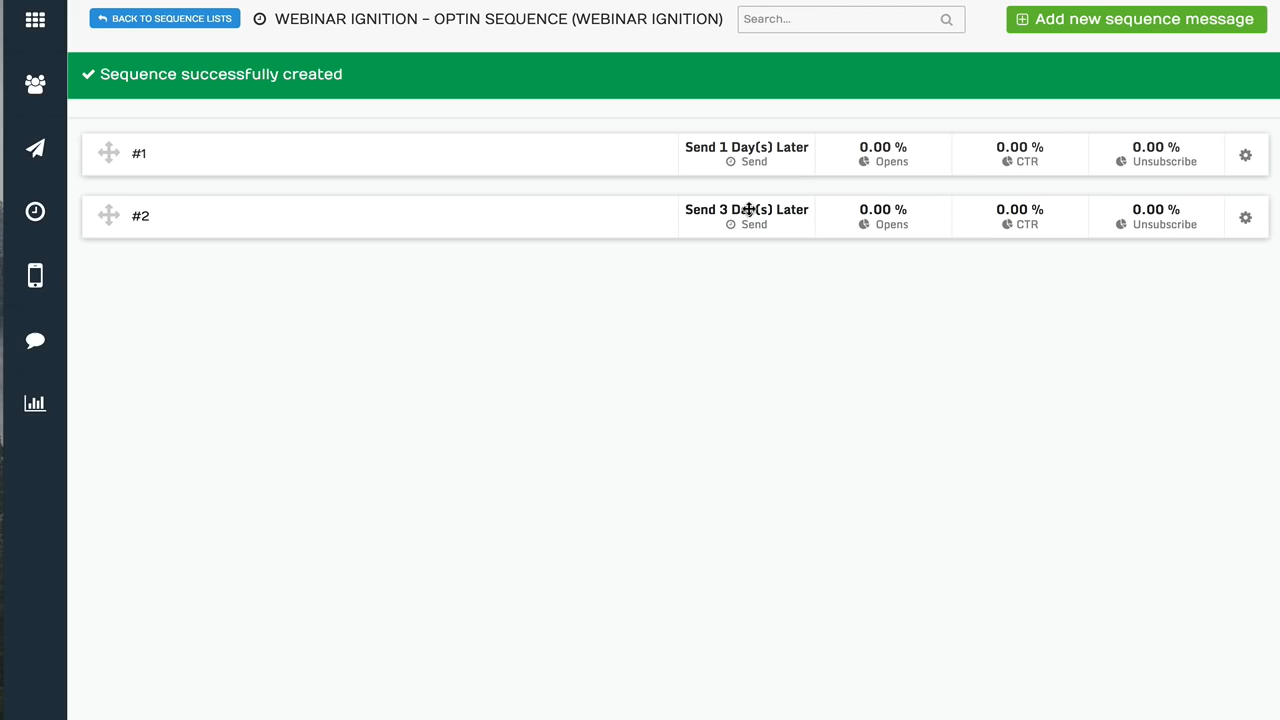 BACK TO SEQUENCE LISTS
WEBINAR IGNITION – OPTIN SEQUENCE (WEBINAR IGNITION)
Search...
Add new sequence message
Sequence successfully created
#1
Send 1 Day(s) Later
Send
0.00 %
Opens
0.00 %
CTR
0.00 %
Unsubscribe
#2
Send 3 Day(s) Later
Send
0.00 %
Opens
0.00 %
CTR
0.00 %
Unsubscribe